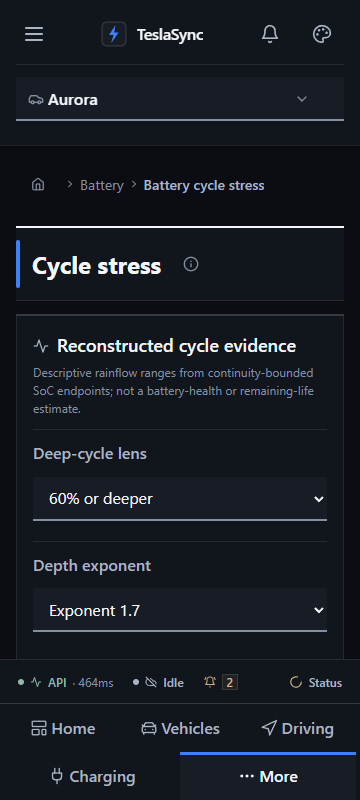 TeslaSync
Aurora
Battery
Battery cycle stress
Cycle stress
Reconstructed cycle evidence
Descriptive rainflow ranges from continuity-bounded
SoC endpoints; not a battery-health or remaining-life
estimate.
Deep-cycle lens
60% or deeper
Depth exponent
Exponent 1.7
API · 464ms Idle 2 Status
Home Vehicles Driving
Charging More